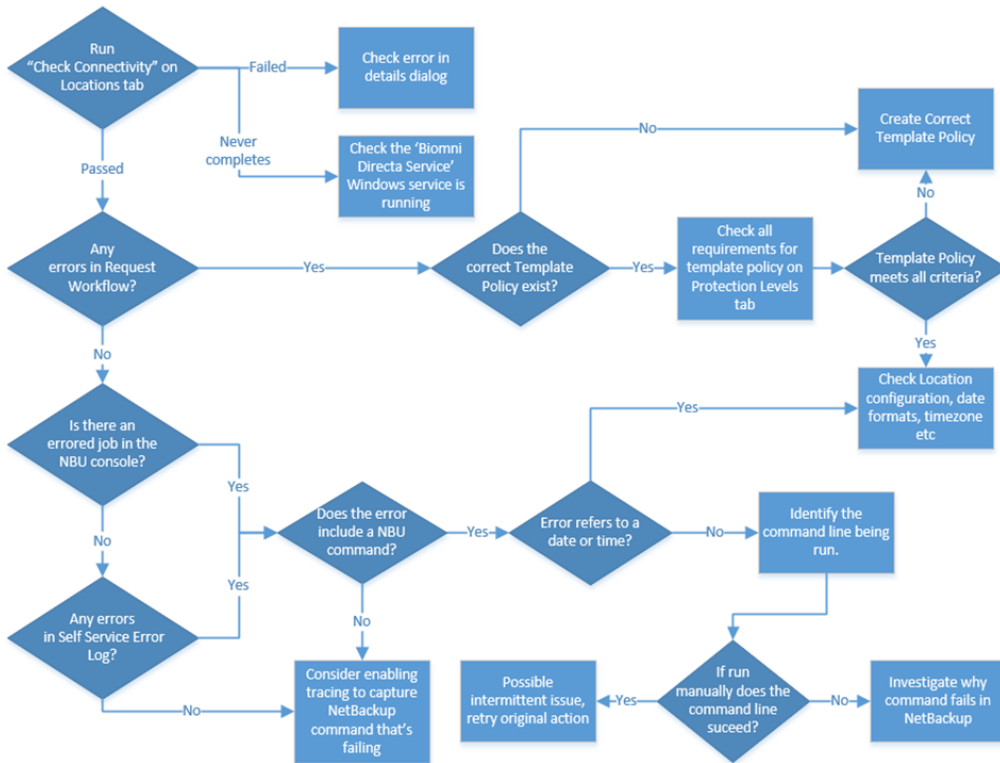 Run
“Check Connectivity” on
Locations tab
Failed
Check error in
details dialog
Never
completes
Check the ‘Biomni
Directa Service’
Windows service is
running
Passed
No
Create Correct
Template Policy
No
Any
errors in Request
Workflow?
Yes
Does the
correct Template
Policy exist?
Yes
Check all
requirements for
template policy on
Protection Levels
tab
Template Policy
meets all criteria?
Yes
No
Check Location
configuration, date
formats, timezone
etc
Is there an
errored job in the
NBU console?
Yes
No
Any errors
in Self Service Error
Log?
Yes
No
Does the error
include a NBU
command?
Yes
No
Consider enabling
tracing to capture
NetBackup
command that’s
failing
Error refers to a
date or time?
Yes
No
Identify the
command line being
run.
If run
manually does the
command line
suceed?
Yes
Possible
intermittent issue,
retry original action
No
Investigate why
command fails in
NetBackup